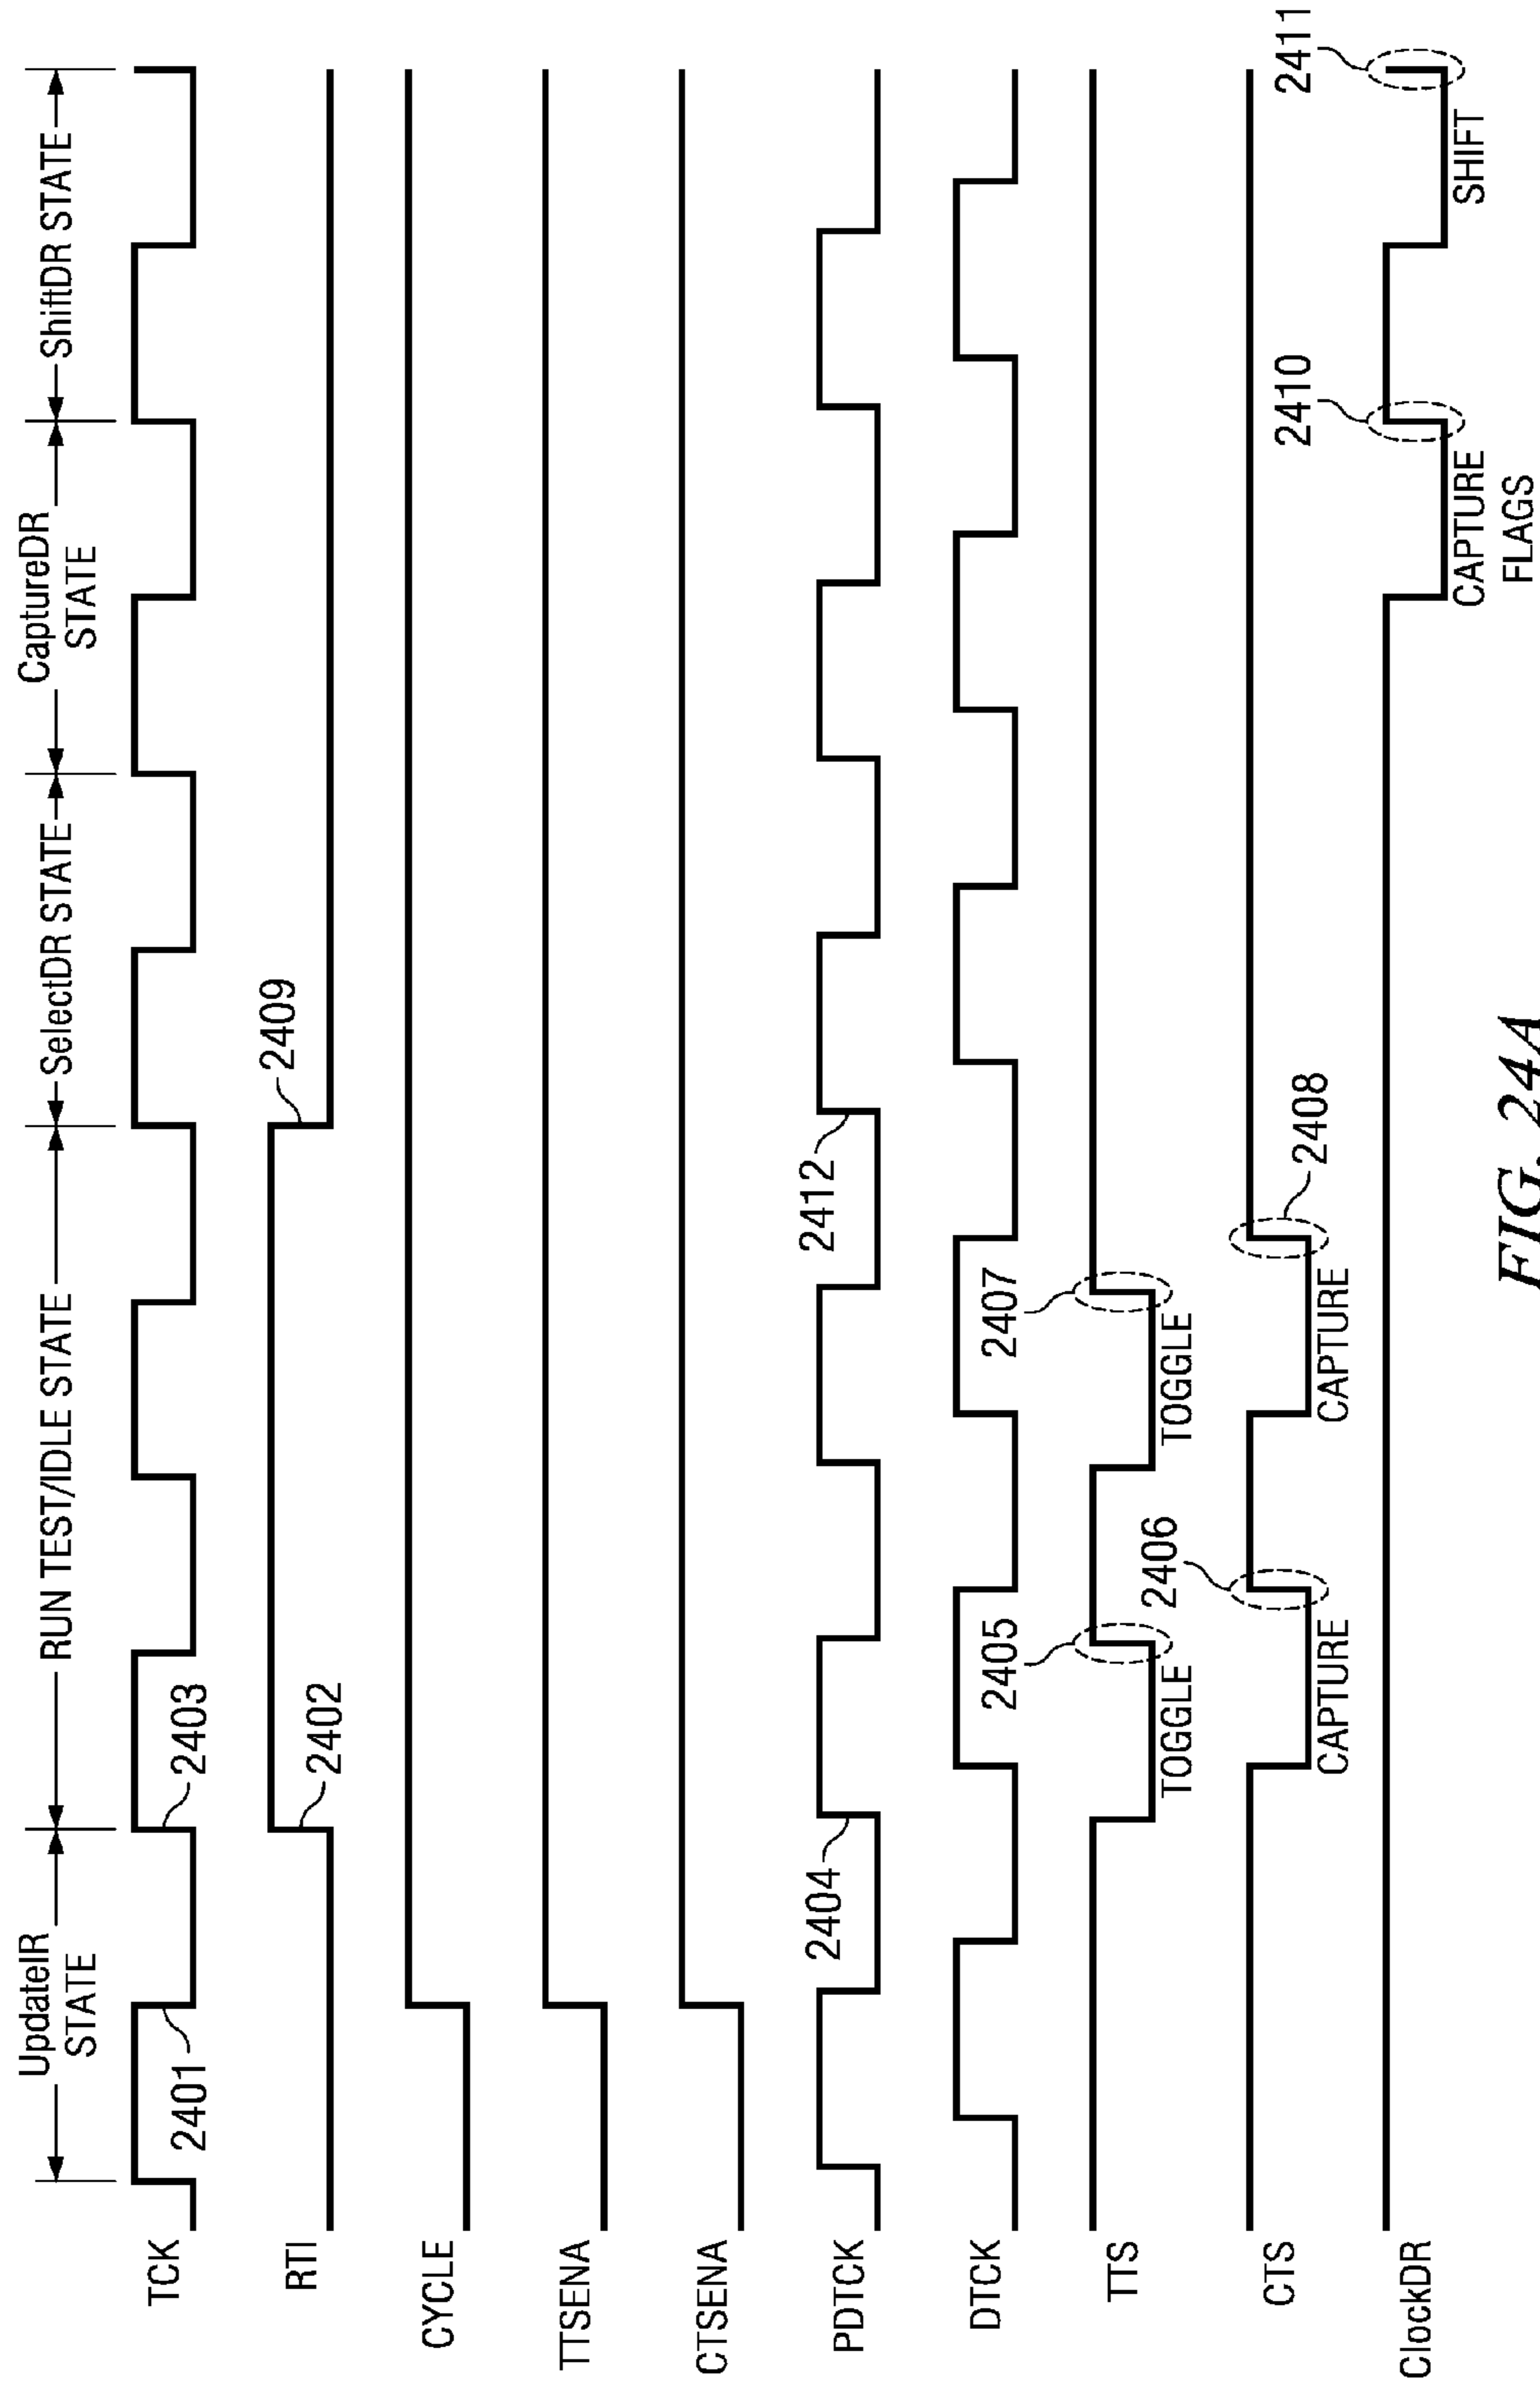 UpdateIR
STATE
RUN TEST/IDLE STATE
SelectDR STATE
CaptureDR
STATE
ShiftDR STATE
TCK
2401
2403
RTI
2402
2409
CYCLE
TTSENA
CTSENA
PDTCK
2404
2412
DTCK
2405
2407
TTS
TOGGLE
TOGGLE
2406
CTS
CAPTURE
CAPTURE
2408
2410
2411
ClockDR
CAPTURE
FLAGS
SHIFT
FIG. 24A